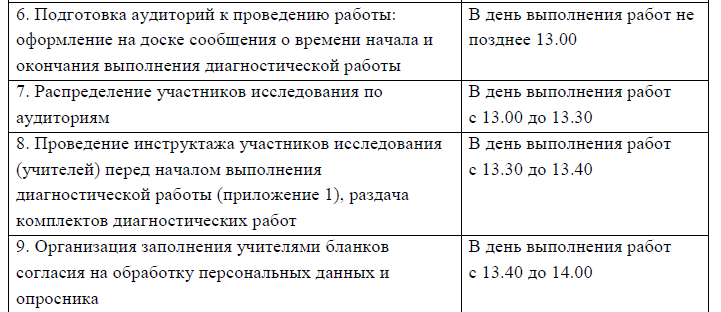 6. Подготовка аудиторий к проведению работы:
оформление на доске сообщения о времени начала и
окончания выполнения диагностической работы
В день выполнения работ не
позднее 13.00
7. Распределение участников исследования по
аудиториям
В день выполнения работ
с 13.00 до 13.30
8. Проведение инструктажа участников исследования
(учителей) перед началом выполнения
диагностической работы (приложение 1), раздача
комплектов диагностических работ
В день выполнения работ
с 13.30 до 13.40
9. Организация заполнения учителями бланков
согласия на обработку персональных данных и
опросника
В день выполнения работ
с 13.40 до 14.00